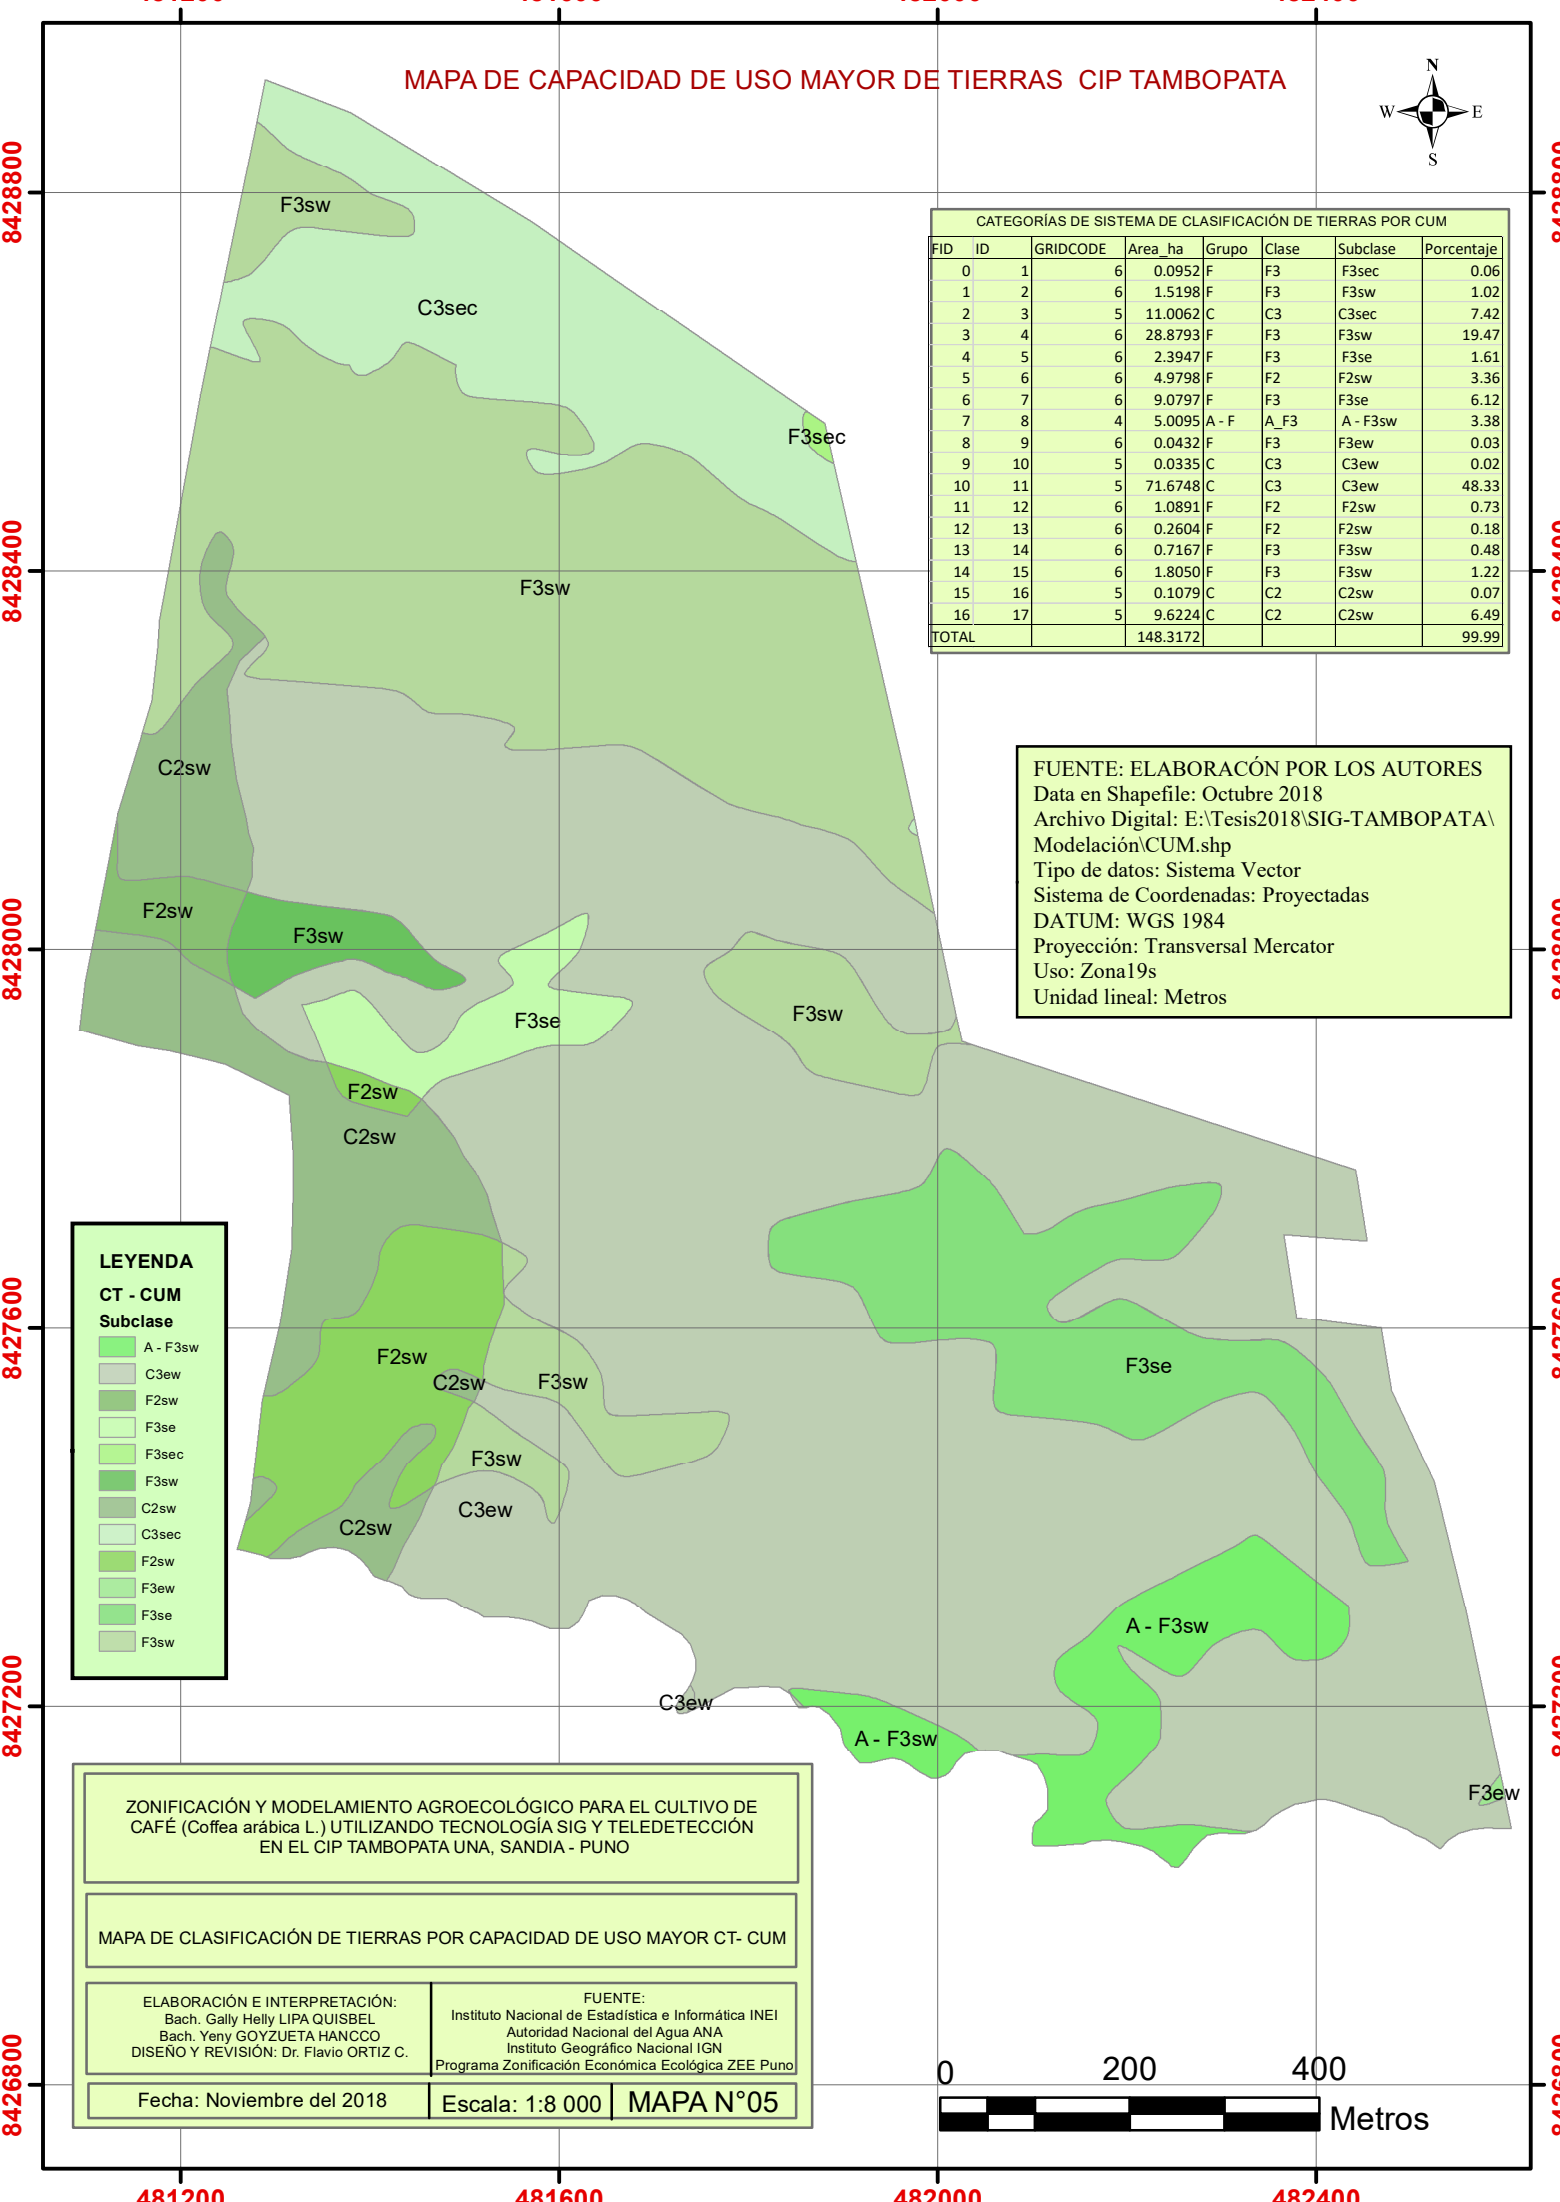 481200 481600 482000 482400
MAPA DE CAPACIDAD DE USO MAYOR DE TIERRAS  CIP TAMBOPATA
N
W E
S
8428800 8428800
8428400 8428400
8428000 8428000
8427600 8427600
8427200 8427200
8426800 8426800
CATEGORÍAS DE SISTEMA DE CLASIFICACIÓN DE TIERRAS POR CUM
FID ID GRIDCODE Area_ha Grupo Clase Subclase Porcentaje
0 1 6 0.0952 F F3 F3sec 0.06
1 2 6 1.5198 F F3 F3sw 1.02
2 3 5 11.0062 C C3 C3sec 7.42
3 4 6 28.8793 F F3 F3sw 19.47
4 5 6 2.3947 F F3 F3se 1.61
5 6 6 4.9798 F F2 F2sw 3.36
6 7 6 9.0797 F F3 F3se 6.12
7 8 4 5.0095 A - F A_F3 A - F3sw 3.38
8 9 6 0.0432 F F3 F3ew 0.03
9 10 5 0.0335 C C3 C3ew 0.02
10 11 5 71.6748 C C3 C3ew 48.33
11 12 6 1.0891 F F2 F2sw 0.73
12 13 6 0.2604 F F2 F2sw 0.18
13 14 6 0.7167 F F3 F3sw 0.48
14 15 6 1.8050 F F3 F3sw 1.22
15 16 5 0.1079 C C2 C2sw 0.07
16 17 5 9.6224 C C2 C2sw 6.49
TOTAL 148.3172 99.99
F3sw
C3sec
F3sec
F3sw
C2sw
F2sw
F3sw
F3se
F3sw
F2sw
C2sw
F2sw
C2sw
F3sw
F3se
F3sw
C3ew
C2sw
A - F3sw
C3ew
A - F3sw
F3ew
FUENTE: ELABORACÓN POR LOS AUTORES
Data en Shapefile: Octubre 2018
Archivo Digital: E:\Tesis2018\SIG-TAMBOPATA\
Modelación\CUM.shp
Tipo de datos: Sistema Vector
Sistema de Coordenadas: Proyectadas
DATUM: WGS 1984
Proyección: Transversal Mercator
Uso: Zona19s
Unidad lineal: Metros
LEYENDA
CT - CUM
Subclase
A - F3sw
C3ew
F2sw
F3se
F3sec
F3sw
C2sw
C3sec
F2sw
F3ew
F3se
F3sw
ZONIFICACIÓN Y MODELAMIENTO AGROECOLÓGICO PARA EL CULTIVO DE
CAFÉ (Coffea arábica L.) UTILIZANDO TECNOLOGÍA SIG Y TELEDETECCIÓN
EN EL CIP TAMBOPATA UNA, SANDIA - PUNO
MAPA DE CLASIFICACIÓN DE TIERRAS POR CAPACIDAD DE USO MAYOR CT- CUM
ELABORACIÓN E INTERPRETACIÓN:
Bach. Gally Helly LIPA QUISBEL
Bach. Yeny GOYZUETA HANCCO
DISEÑO Y REVISIÓN: Dr. Flavio ORTIZ C.
FUENTE:
Instituto Nacional de Estadística e Informática INEI
Autoridad Nacional del Agua ANA
Instituto Geográfico Nacional IGN
Programa Zonificación Económica Ecológica ZEE Puno
Fecha: Noviembre del 2018
Escala: 1:8 000
MAPA N°05
0 200 400
Metros
481200 481600 482000 482400